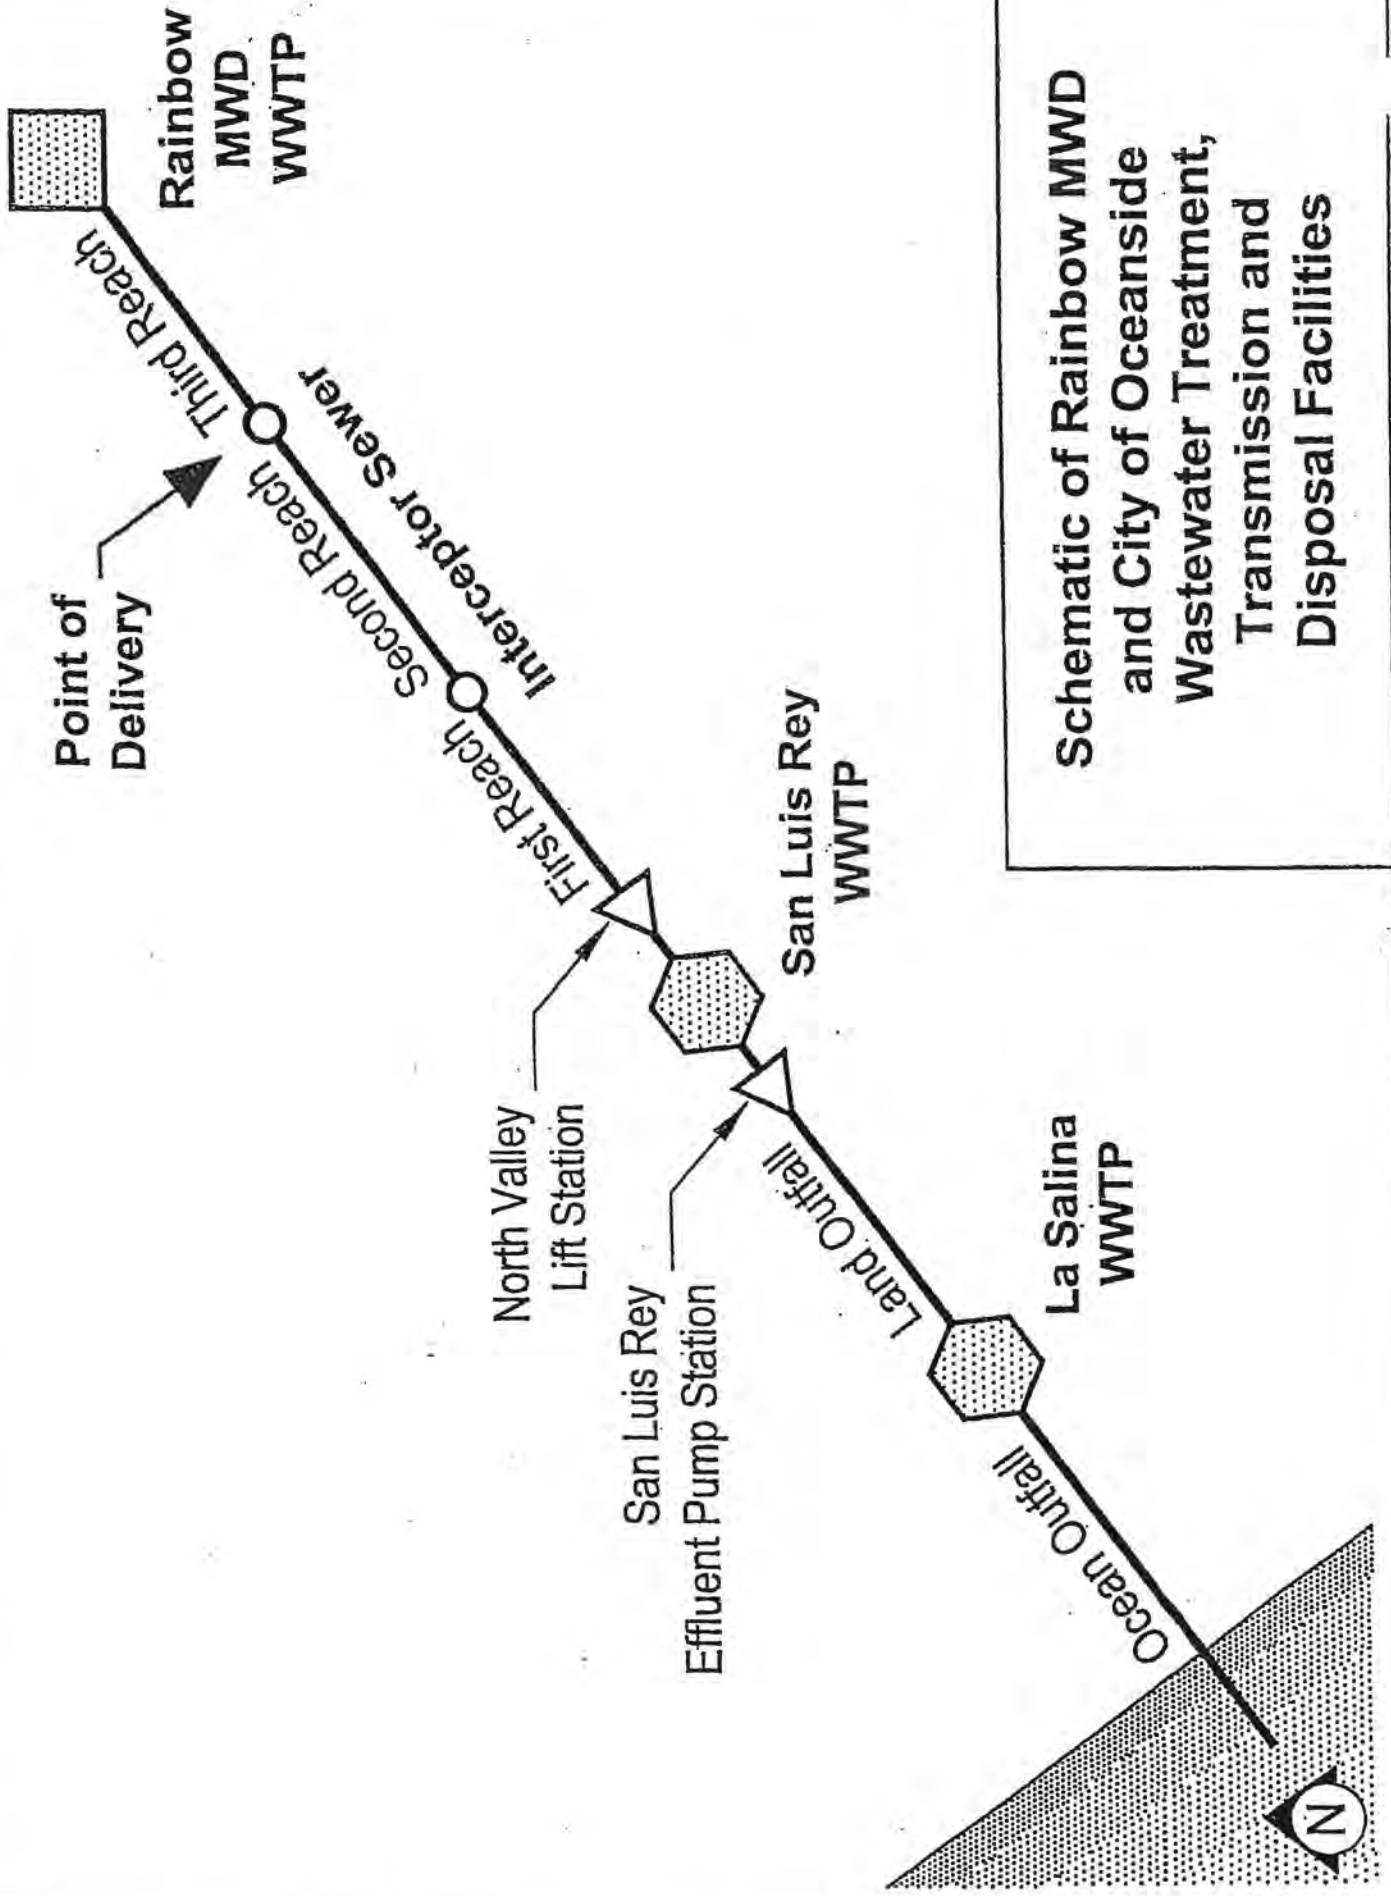 Rainbow
MWD
WWTP
Third Reach
Point of
Delivery
Second Reach
Interceptor Sewer
First Reach
North Valley
Lift Station
San Luis Rey
WWTP
San Luis Rey
Effluent Pump Station
Land Outfall
La Salina
WWTP
Ocean Outfall
N
Schematic of Rainbow MWD
and City of Oceanside
Wastewater Treatment,
Transmission and
Disposal Facilities